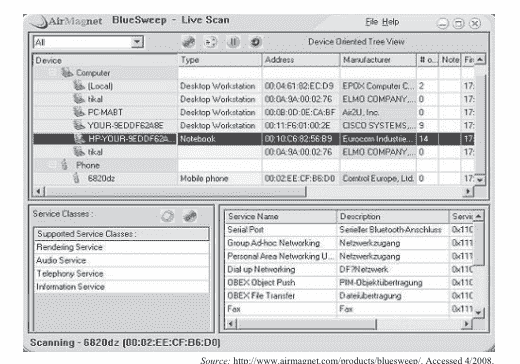 AirMagnet BlueSweep - Live Scan File Help
All Device Oriented Tree View
Device Type Address Manufacturer # o... Note Fir
Computer
(Local) Desktop Workstation 00:04:61:02:EC:D9 EPOX Computer C... 2 17:
tikal Desktop Workstation 00:0A:9A:00:02:76 ELMO COMPANY,... 0 17:
PC-MABT Desktop Workstation 00:0B:0D:0E:CA:BF Air2U, Inc. 0 17:
YOUR-9EDDF62A8E Desktop Workstation 00:11:F6:01:00:2E CISCO SYSTEMS,... 9 17:
HP-YOUR-9EDDF62A... Notebook 00:10:C6:82:56:B9 Eurocom Industrie... 14 17:
tikal 00:0A:9A:00:02:76 ELMO COMPANY,... 0 17:
Phone
6820dz Mobile phone 00:02:EE:CF:B6:D0 Control Europe, Ltd. 0 17:
Service Classes :
Supported Service Classes :
Rendering Service
Audio Service
Telephony Service
Information Service
Service Name Description Servi
Serial Port Serieller Bluetooth-Anschluss 0x110
Group Ad-hoc Networking Netzwerkzugang 0x111
Personal Area Networking U... Netzwerkzugang 0x111
Dial up Networking DF?Netzwerk 0x110
OBEX Object Push PIM-Objektübertragung 0x110
OBEX File Transfer Dateiübertragung 0x110
Fax Fax 0x111
Scanning - 6820dz (00:02:EE:CF:B6:D0)
Source: http://www.airmagnet.com/products/bluesweep/. Accessed 4/2008.